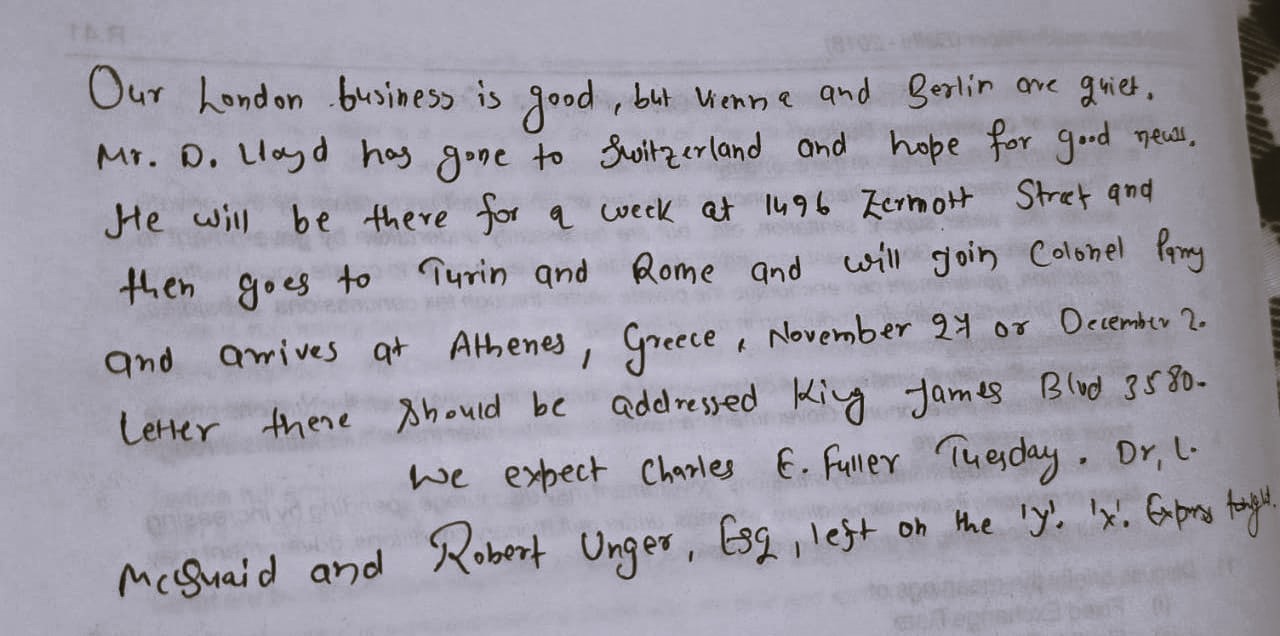 Our London business is good, but Vienna and Berlin are quiet.
Mr. D. Lloyd has gone to Switzerland and hope for good news.
He will be there for a week at 1496 Zermott Street and
then goes to Turin and Rome and will join Colonel Parry
and arrives at Athenes, Greece, November 27 or December 2.
Letter there should be addressed King James Blvd 3580.
We expect Charles E. Fuller Tuesday. Dr, L.
McQuaid and Robert Unger, Esq, left on the 'Y'. 'X'. Express tonight.